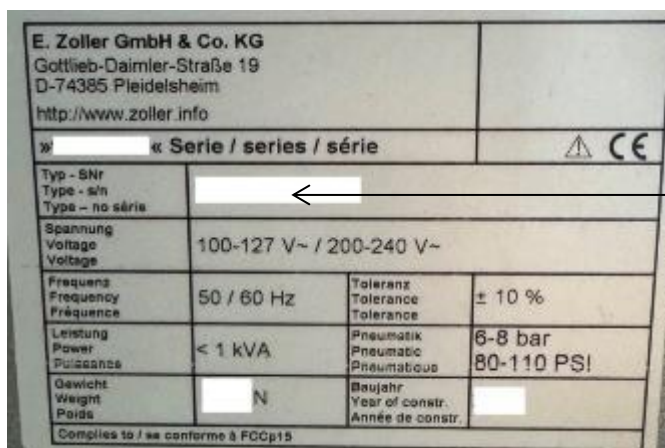 E. Zoller GmbH & Co. KG
Gottlieb-Daimler-Straße 19
D-74385 Pleidelsheim
http://www.zoller.info
» « Serie / series / série CE
Typ - SNr
Type - s/n
Type – no série
Spannung
Voltage
Voltage
100-127 V~ / 200-240 V~
Frequenz
Frequency
Fréquence
50 / 60 Hz
Toleranz
Tolerance
Tolerance
± 10 %
Leistung
Power
Puissance
< 1 kVA
Pneumatik
Pneumatic
Pneumatique
6-8 bar
80-110 PSI
Gewicht
Weight
Poids
N
Baujahr
Year of constr.
Année de constr.
Complies to / se conforme à FCCp15